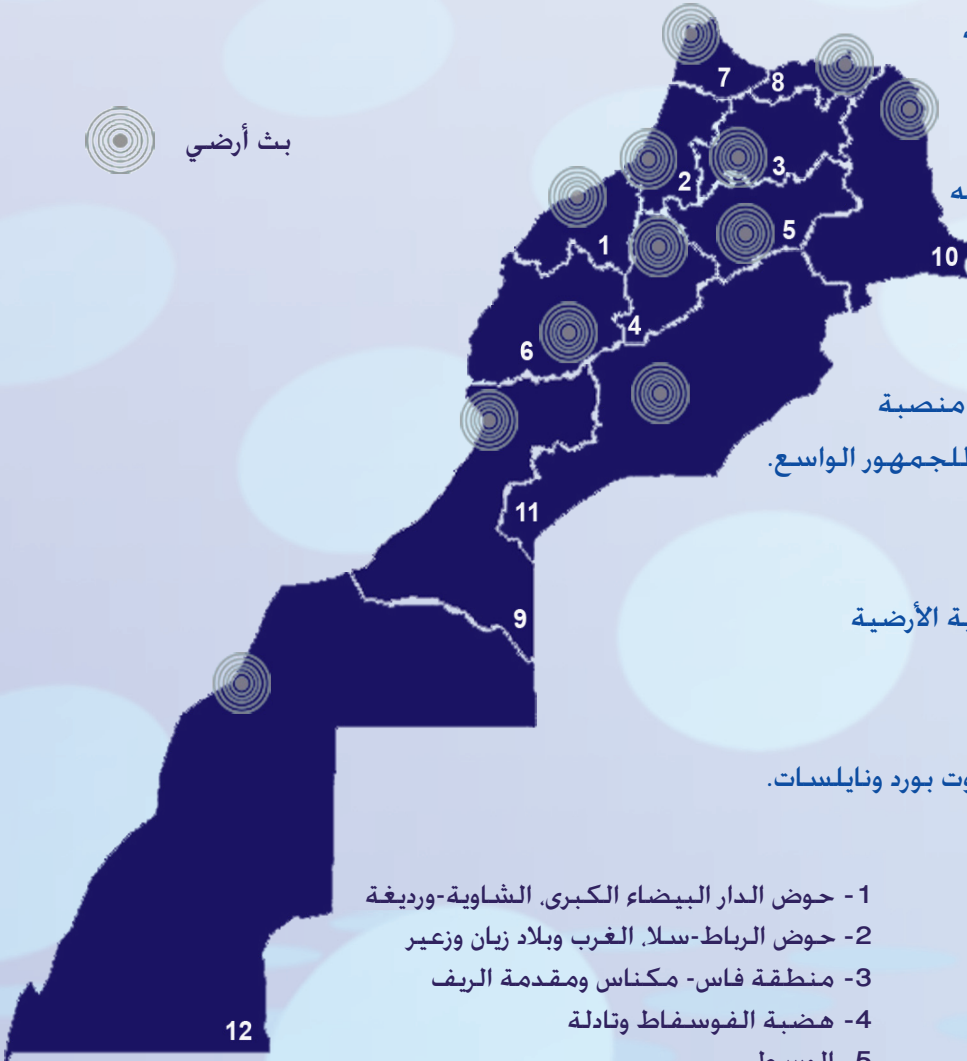 بث أرضي
منصبة
للجمهور الواسع.
الأرضية
بورد ونايلسات.
7
8
2
3
1
5
10
4
6
11
9
12
1- حوض الدار البيضاء الكبرى، الشاوية-ورديغة
2- حوض الرباط-سلا، الغرب وبلاد زيان وزعير
3- منطقة فاس- مكناس ومقدمة الريف
4- هضبة الفوسفاط وتادلة